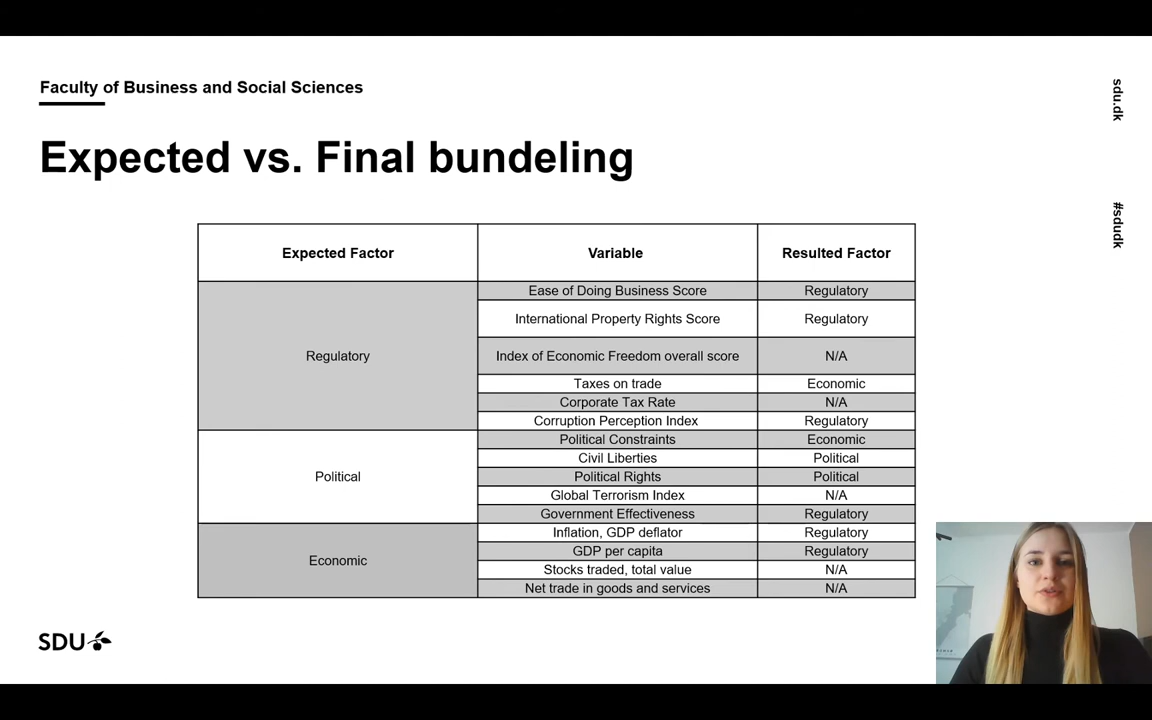 Faculty of Business and Social Sciences
sdu.dk
#sdudk
Expected vs. Final bundeling
Expected Factor Variable Resulted Factor
Regulatory
Ease of Doing Business Score Regulatory
International Property Rights Score Regulatory
Index of Economic Freedom overall score N/A
Taxes on trade Economic
Corporate Tax Rate N/A
Corruption Perception Index Regulatory
Political
Political Constraints Economic
Civil Liberties Political
Political Rights Political
Global Terrorism Index N/A
Government Effectiveness Regulatory
Economic
Inflation, GDP deflator Regulatory
GDP per capita Regulatory
Stocks traded, total value N/A
Net trade in goods and services N/A
SDU